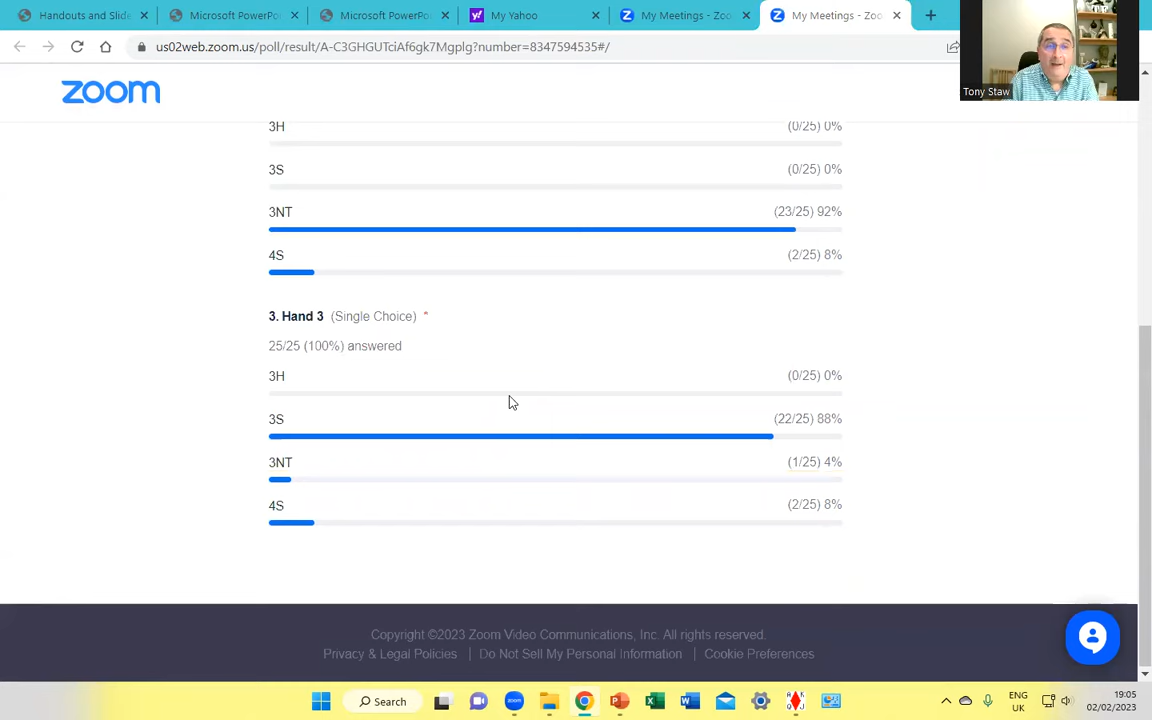 Handouts and Slide
Microsoft PowerPoi
Microsoft PowerPo
My Yahoo
My Meetings - Zoo
My Meetings - Zoo
us02web.zoom.us/poll/result/A-C3GHGUTciAf6gk7Mgplg?number=8347594535#/
Tony Staw
zoom
3H (0/25) 0%
3S (0/25) 0%
3NT (23/25) 92%
4S (2/25) 8%
3. Hand 3 (Single Choice) *
25/25 (100%) answered
3H (0/25) 0%
3S (22/25) 88%
3NT (1/25) 4%
4S (2/25) 8%
Copyright ©2023 Zoom Video Communications, Inc. All rights reserved.
Privacy & Legal Policies | Do Not Sell My Personal Information | Cookie Preferences
Search
ENG
UK
19:05
02/02/2023